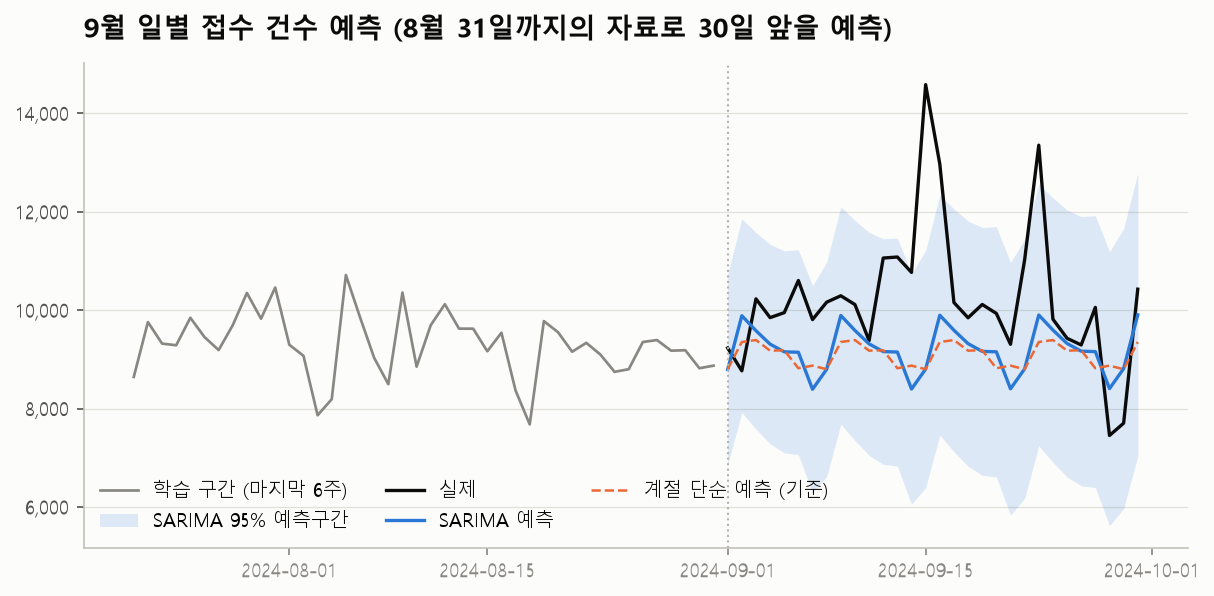 9월 일별 접수 건수 예측 (8월 31일까지의 자료로 30일 앞을 예측)
14,000
12,000
10,000
8,000
6,000
학습 구간 (마지막 6주)
실제
계절 단순 예측 (기준)
SARIMA 95% 예측구간
SARIMA 예측
2024-08-01
2024-08-15
2024-09-01
2024-09-15
2024-10-01